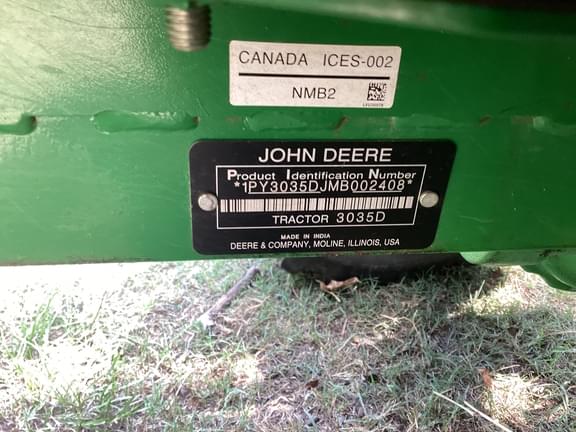 CANADA ICES-002
NMB2
JOHN DEERE
Product Identification Number
*1PY3035DJMB002408*
TRACTOR 3035D
MADE IN INDIA
DEERE & COMPANY, MOLINE, ILLINOIS, USA